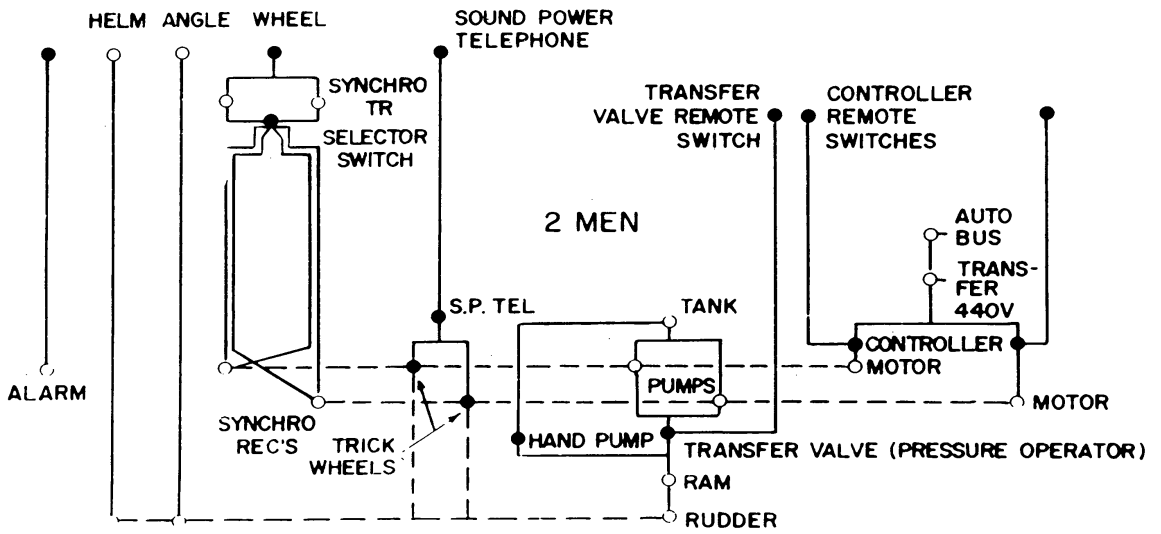 HELM ANGLE WHEEL
SOUND POWER
TELEPHONE
SYNCHRO
TR
SELECTOR
SWITCH
TRANSFER
VALVE REMOTE
SWITCH
CONTROLLER
REMOTE
SWITCHES
2 MEN
AUTO
BUS
TRANS-
FER
440V
S.P. TEL
TANK
CONTROLLER
MOTOR
PUMPS
ALARM
MOTOR
SYNCHRO
REC'S
TRICK
WHEELS
HAND PUMP
TRANSFER VALVE (PRESSURE OPERATOR)
RAM
RUDDER